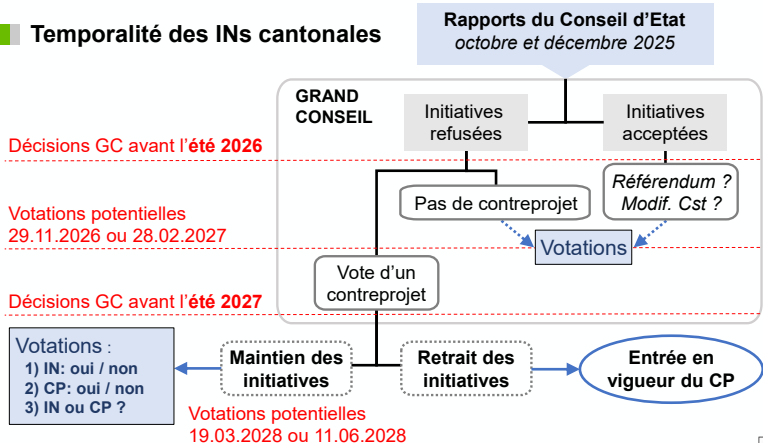 Temporalité des INs cantonales
Rapports du Conseil d'Etat
octobre et décembre 2025
GRAND
CONSEIL
Initiatives
refusées
Initiatives
acceptées
Décisions GC avant l'été 2026
Référendum ?
Modif. Cst ?
Pas de contreprojet
Votations potentielles
29.11.2026 ou 28.02.2027
Votations
Vote d'un
contreprojet
Décisions GC avant l'été 2027
Votations :
1) IN: oui / non
2) CP: oui / non
3) IN ou CP ?
Maintien des
initiatives
Retrait des
initiatives
Entrée en
vigueur du CP
Votations potentielles
19.03.2028 ou 11.06.2028